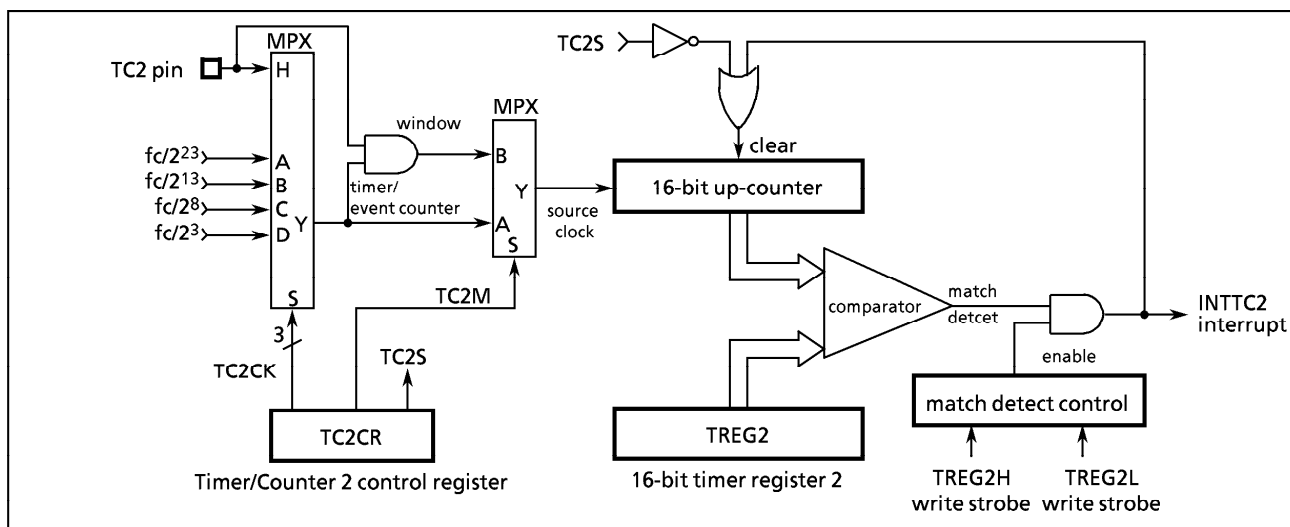 MPX
TC2 pin
H
fc/2²³
A
fc/2¹³
B
fc/2⁸
C
fc/2³
D
Y
S
3
TC2CK
window
timer/
event counter
MPX
B
Y
A
S
TC2M
TC2S
TC2CR
Timer/Counter 2 control register
source
clock
TC2S
clear
16-bit up-counter
comparator
match
detcet
enable
INTTC2
interrupt
TREG2
16-bit timer register 2
match detect control
TREG2H
write strobe
TREG2L
write strobe